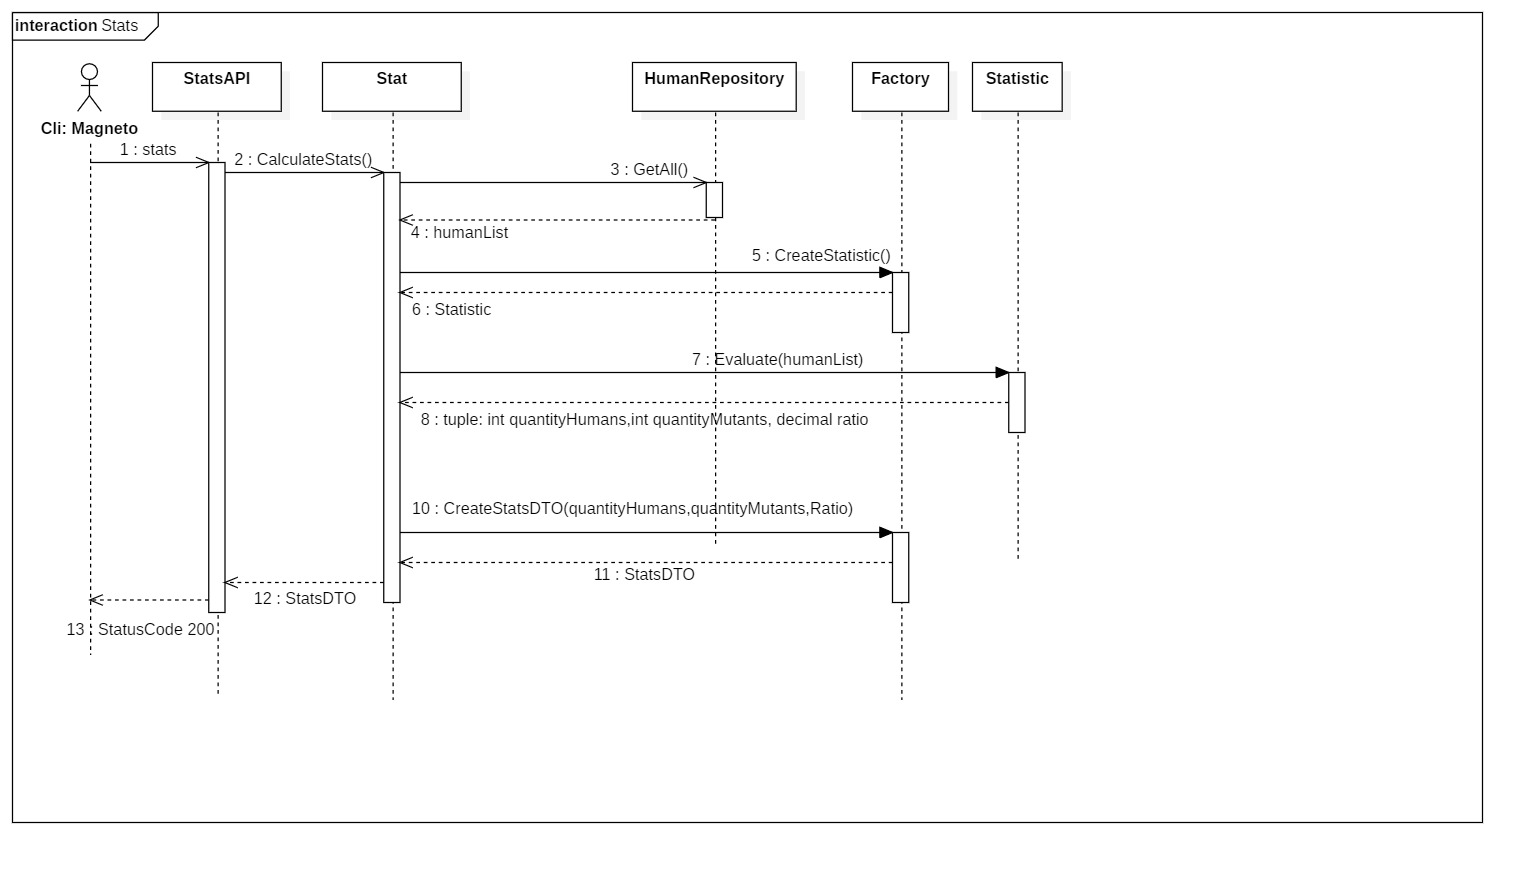 interaction Stats
StatsAPI
Stat
HumanRepository
Factory
Statistic
Cli: Magneto
1 : stats
2 : CalculateStats()
3 : GetAll()
4 : humanList
5 : CreateStatistic()
6 : Statistic
7 : Evaluate(humanList)
8 : tuple: int quantityHumans,int quantityMutants, decimal ratio
10 : CreateStatsDTO(quantityHumans,quantityMutants,Ratio)
11 : StatsDTO
12 : StatsDTO
13 : StatusCode 200